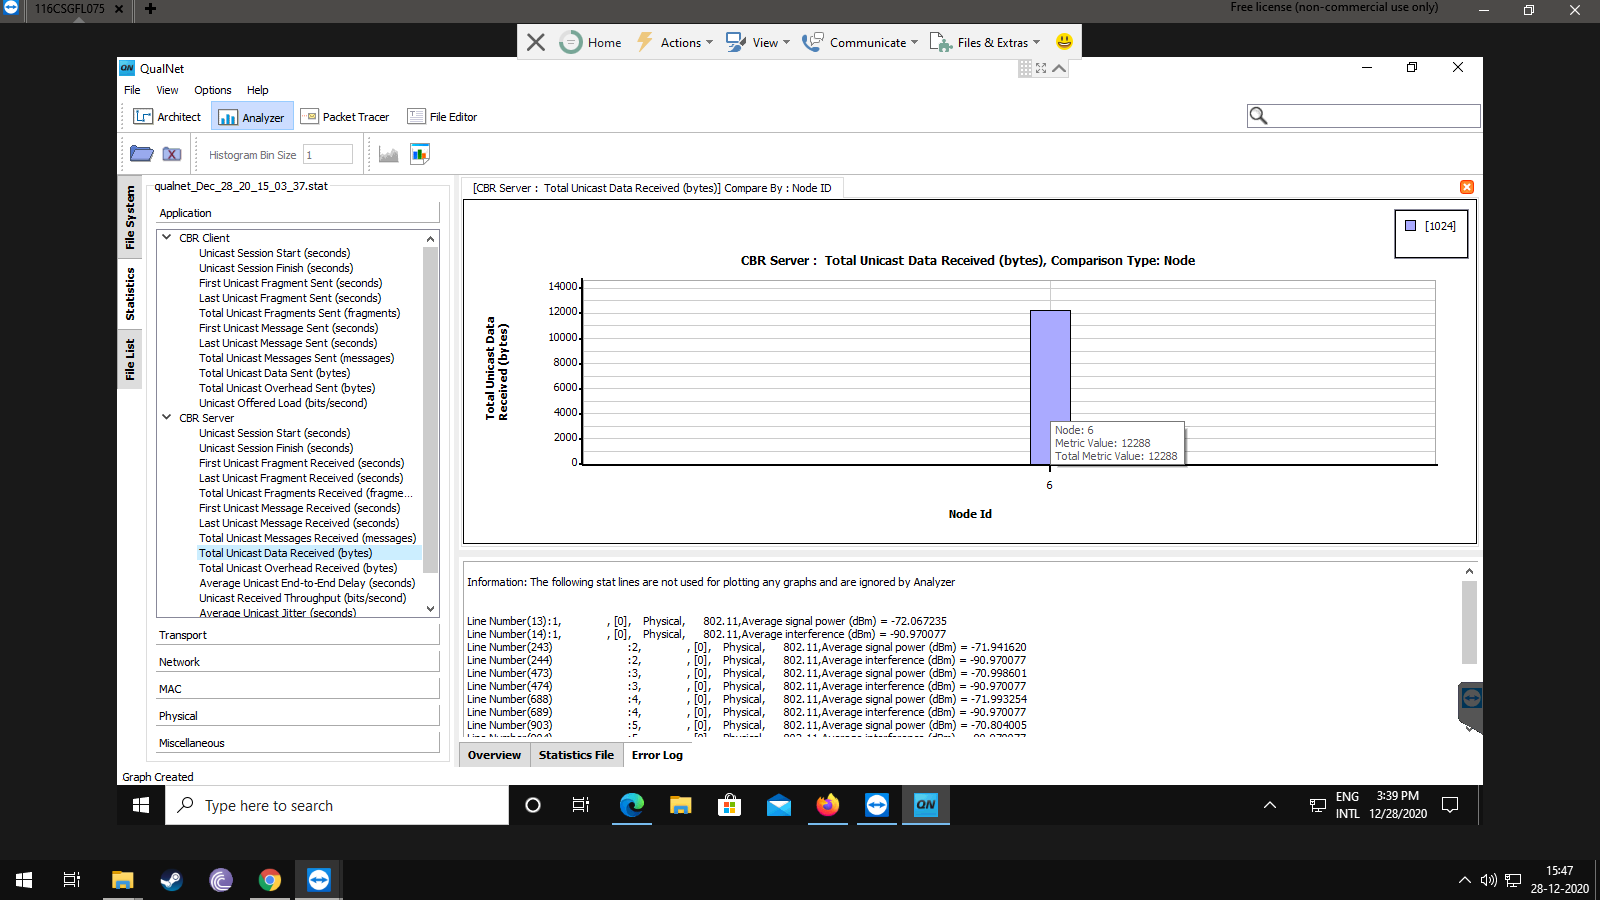 116CSGFL075
Free license (non-commercial use only)
Home
Actions
View
Communicate
Files & Extras
QN QualNet
File View Options Help
Architect
Analyzer
Packet Tracer
File Editor
Histogram Bin Size 1
File System
Statistics
File List
qualnet_Dec_28_20_15_03_37.stat
Application
CBR Client
Unicast Session Start (seconds)
Unicast Session Finish (seconds)
First Unicast Fragment Sent (seconds)
Last Unicast Fragment Sent (seconds)
Total Unicast Fragments Sent (fragments)
First Unicast Message Sent (seconds)
Last Unicast Message Sent (seconds)
Total Unicast Messages Sent (messages)
Total Unicast Data Sent (bytes)
Total Unicast Overhead Sent (bytes)
Unicast Offered Load (bits/second)
CBR Server
Unicast Session Start (seconds)
Unicast Session Finish (seconds)
First Unicast Fragment Received (seconds)
Last Unicast Fragment Received (seconds)
Total Unicast Fragments Received (fragme...
First Unicast Message Received (seconds)
Last Unicast Message Received (seconds)
Total Unicast Messages Received (messages)
Total Unicast Data Received (bytes)
Total Unicast Overhead Received (bytes)
Average Unicast End-to-End Delay (seconds)
Unicast Received Throughput (bits/second)
Average Unicast Jitter (seconds)
Transport
Network
MAC
Physical
Miscellaneous
Graph Created
[CBR Server : Total Unicast Data Received (bytes)] Compare By : Node ID
[1024]
CBR Server : Total Unicast Data Received (bytes), Comparison Type: Node
Total Unicast Data
Received (bytes)
14000
12000
10000
8000
6000
4000
2000
0
Node: 6
Metric Value: 12288
Total Metric Value: 12288
6
Node Id
Information: The following stat lines are not used for plotting any graphs and are ignored by Analyzer
Line Number(13):1, , [0], Physical, 802.11,Average signal power (dBm) = -72.067235
Line Number(14):1, , [0], Physical, 802.11,Average interference (dBm) = -90.970077
Line Number(243) :2, , [0], Physical, 802.11,Average signal power (dBm) = -71.941620
Line Number(244) :2, , [0], Physical, 802.11,Average interference (dBm) = -90.970077
Line Number(473) :3, , [0], Physical, 802.11,Average signal power (dBm) = -70.998601
Line Number(474) :3, , [0], Physical, 802.11,Average interference (dBm) = -90.970077
Line Number(688) :4, , [0], Physical, 802.11,Average signal power (dBm) = -71.993254
Line Number(689) :4, , [0], Physical, 802.11,Average interference (dBm) = -90.970077
Line Number(903) :5, , [0], Physical, 802.11,Average signal power (dBm) = -70.804005
Overview
Statistics File
Error Log
Type here to search
QN
ENG
INTL
3:39 PM
12/28/2020
15:47
28-12-2020